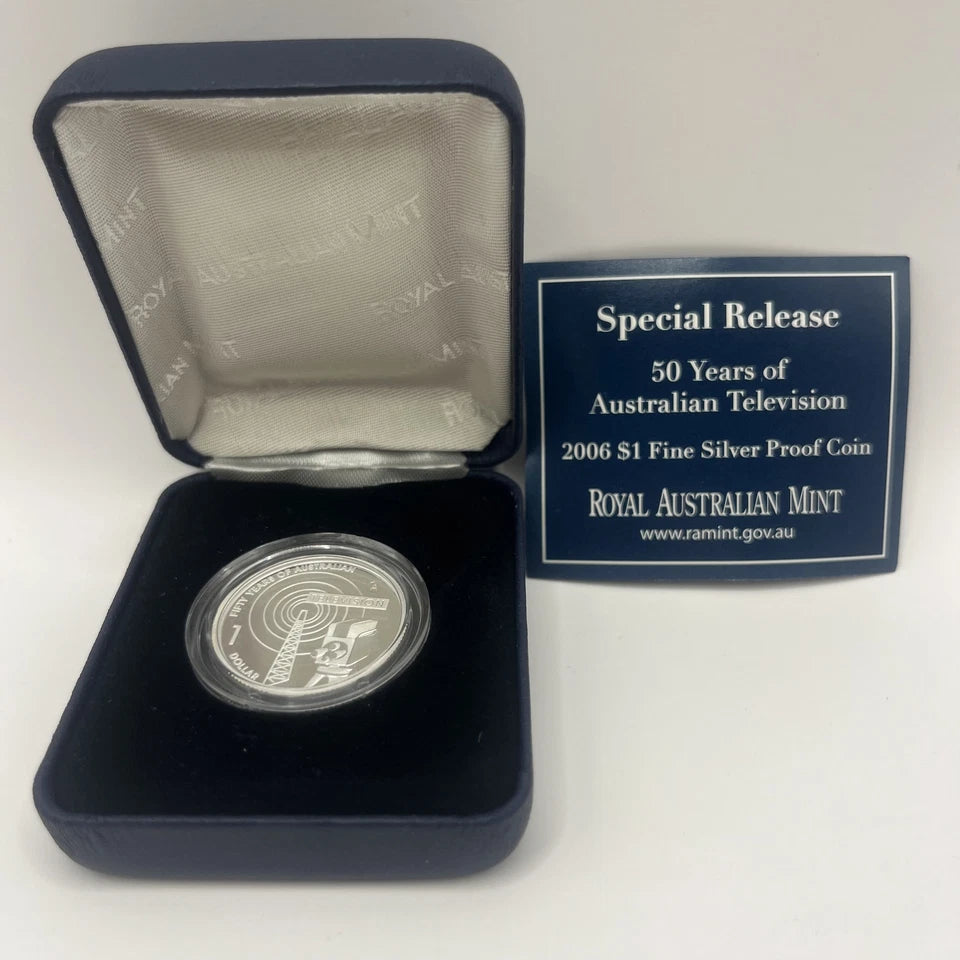 ROYAL AUSTRALIAN MINT
Special Release
50 Years of
Australian Television
2006 $1 Fine Silver Proof Coin
ROYAL AUSTRALIAN MINT
www.ramint.gov.au
FIFTY YEARS OF AUSTRALIAN
TELEVISION
1
DOLLAR